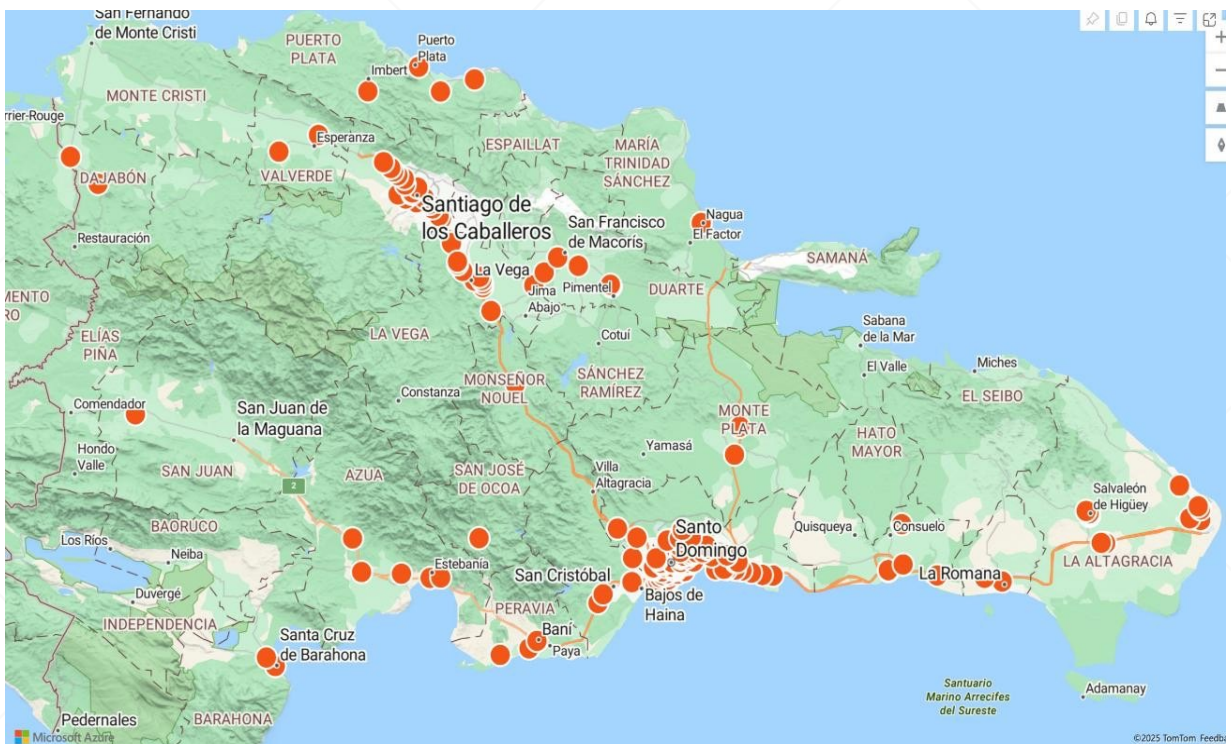 San Fernando
de Monte Cristi
PUERTO
PLATA
Puerto
Plata
Imbert
MONTE CRISTI
rrier-Rouge
Esperanza
ESPAILLAT
MARÍA
TRINIDAD
SÁNCHEZ
DAJABÓN
VALVERDE
Santiago de
los Caballeros
San Francisco
de Macorís
Nagua
El Factor
Restauración
SAMANÁ
La Vega
Jima
Abajo
Pimentel
DUARTE
MENTO
RO
ELÍAS
PIÑA
LA VEGA
Cotuí
Sabana
de la Mar
El Valle
Miches
MONSEÑOR
NOUEL
SÁNCHEZ
RAMÍREZ
EL SEIBO
Comendador
Constanza
San Juan de
la Maguana
MONTE
PLATA
HATO
MAYOR
Hondo
Valle
Yamasá
SAN JUAN
AZUA
SAN JOSÉ
DE OCOA
Villa
Altagracia
2
Salvaleón
de Higüey
BAORUCO
Los Ríos
Neiba
Santo
Domingo
Quisqueya
Consuelo
LA ALTAGRACIA
Estebanía
San Cristóbal
La Romana
Duvergé
PERAVIA
Bajos de
Haina
INDEPENDENCIA
Santa Cruz
de Barahona
Baní
Paya
Santuario
Marino Arrecifes
del Sureste
Adamanay
Pedernales
BARAHONA
Microsoft Azure
©2025 TomTom Feedba